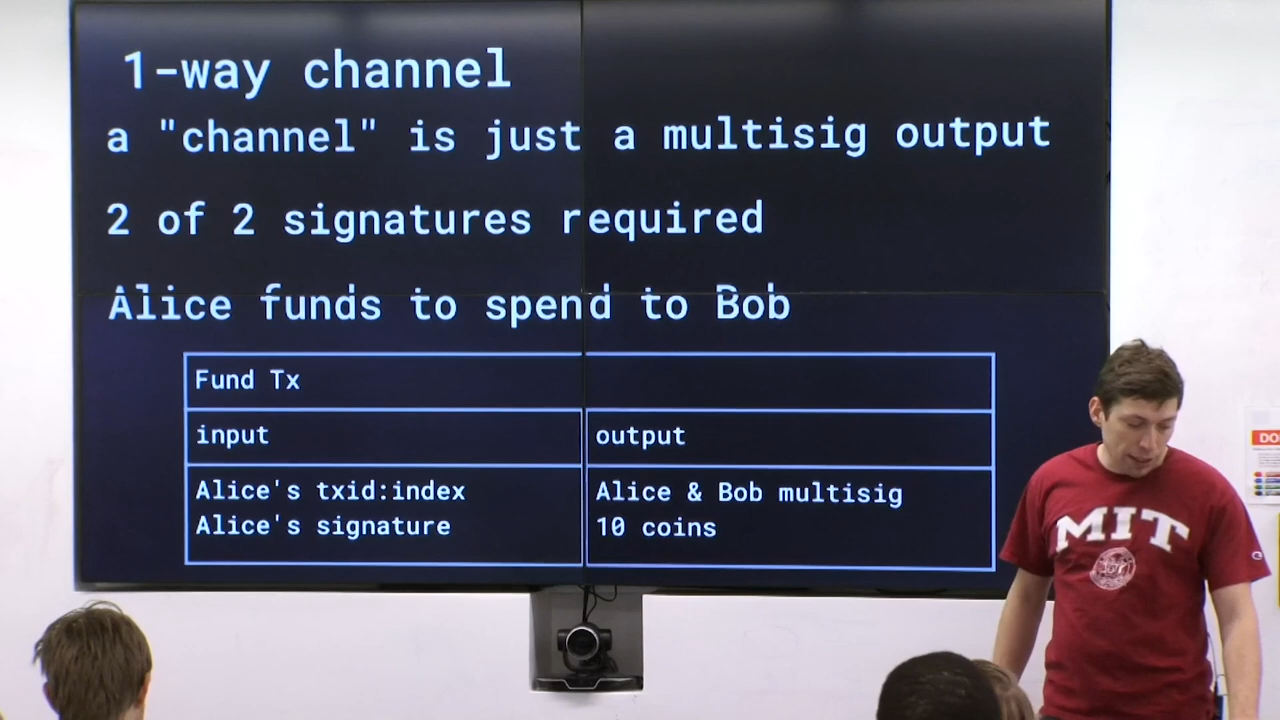 1-way channel
a "channel" is just a multisig output
2 of 2 signatures required
Alice funds to spend to Bob
Fund Tx
input
output
Alice's txid:index
Alice's signature
Alice & Bob multisig
10 coins
MIT
DO